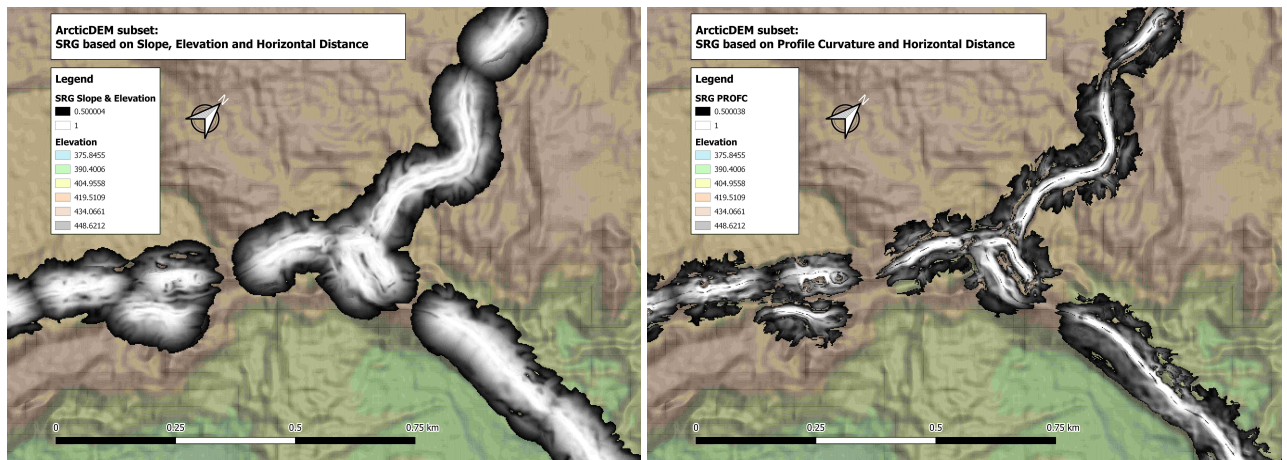 ArcticDEM subset:
SRG based on Slope, Elevation and Horizontal Distance
Legend
SRG Slope & Elevation
0.500004
1
Elevation
375.8455
390.4006
404.9558
419.5109
434.0661
448.6212
N
0
0.25
0.5
0.75 km
ArcticDEM subset:
SRG based on Profile Curvature and Horizontal Distance
Legend
SRG PROFC
0.500038
1
Elevation
375.8455
390.4006
404.9558
419.5109
434.0661
448.6212
N
0
0.25
0.5
0.75 km